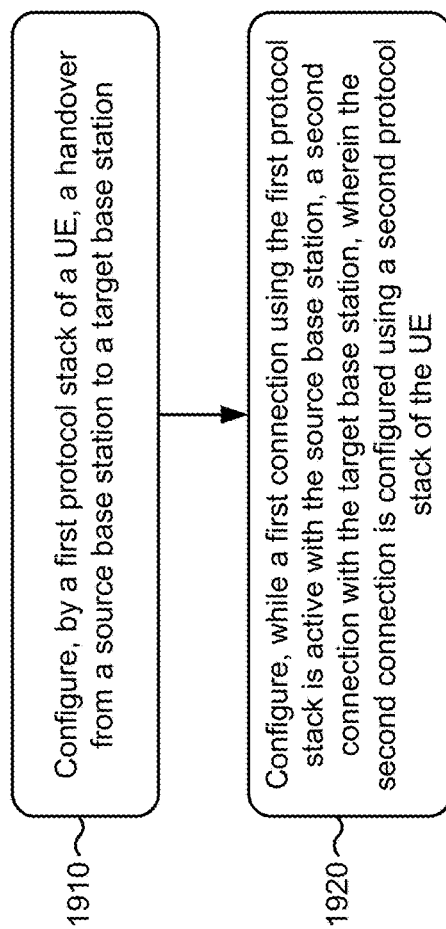 1910
Configure, by a first protocol stack of a UE, a handover
from a source base station to a target base station
1920
Configure, while a first connection using the first protocol
stack is active with the source base station, a second
connection with the target base station, wherein the
second connection is configured using a second protocol
stack of the UE